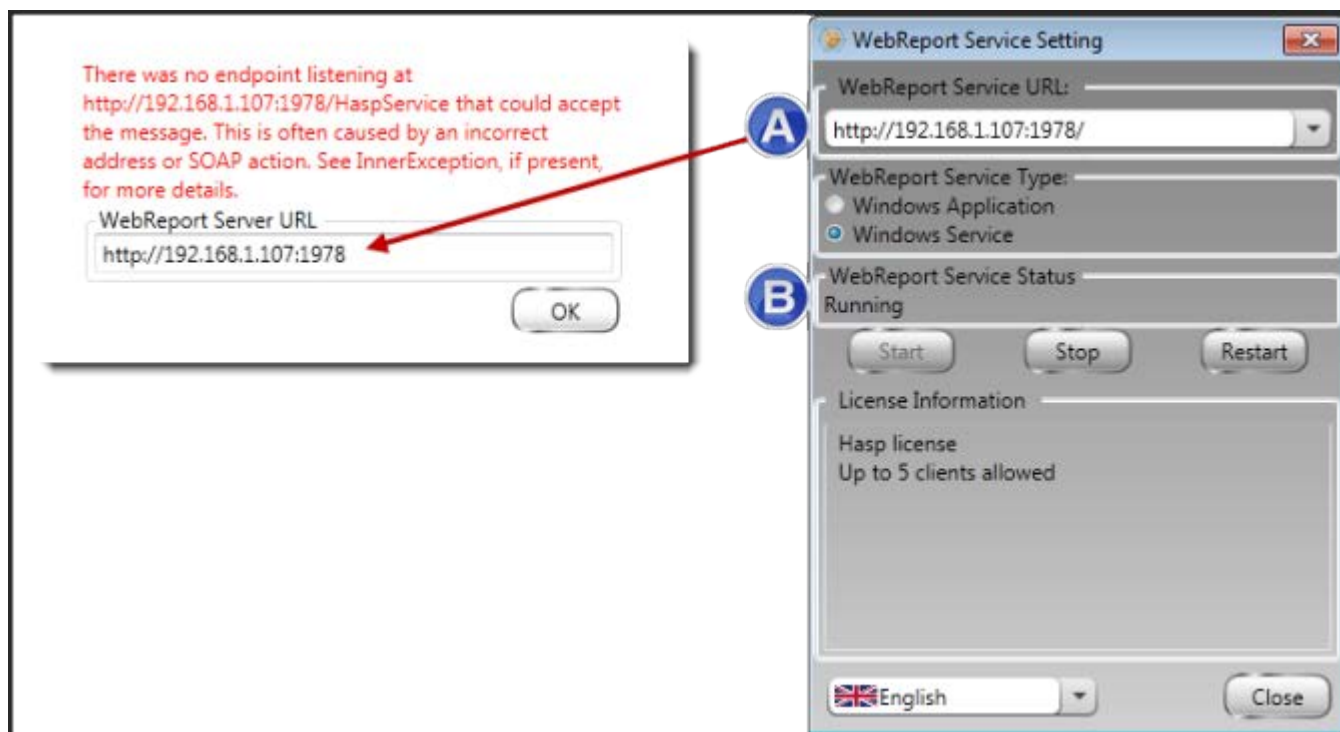 There was no endpoint listening at
http://192.168.1.107:1978/HaspService that could accept
the message. This is often caused by an incorrect
address or SOAP action. See InnerException, if present,
for more details.
WebReport Server URL
http://192.168.1.107:1978
OK
A
B
WebReport Service Setting
WebReport Service URL:
http://192.168.1.107:1978/
WebReport Service Type:
Windows Application
Windows Service
WebReport Service Status
Running
Start Stop Restart
License Information
Hasp license
Up to 5 clients allowed
English Close